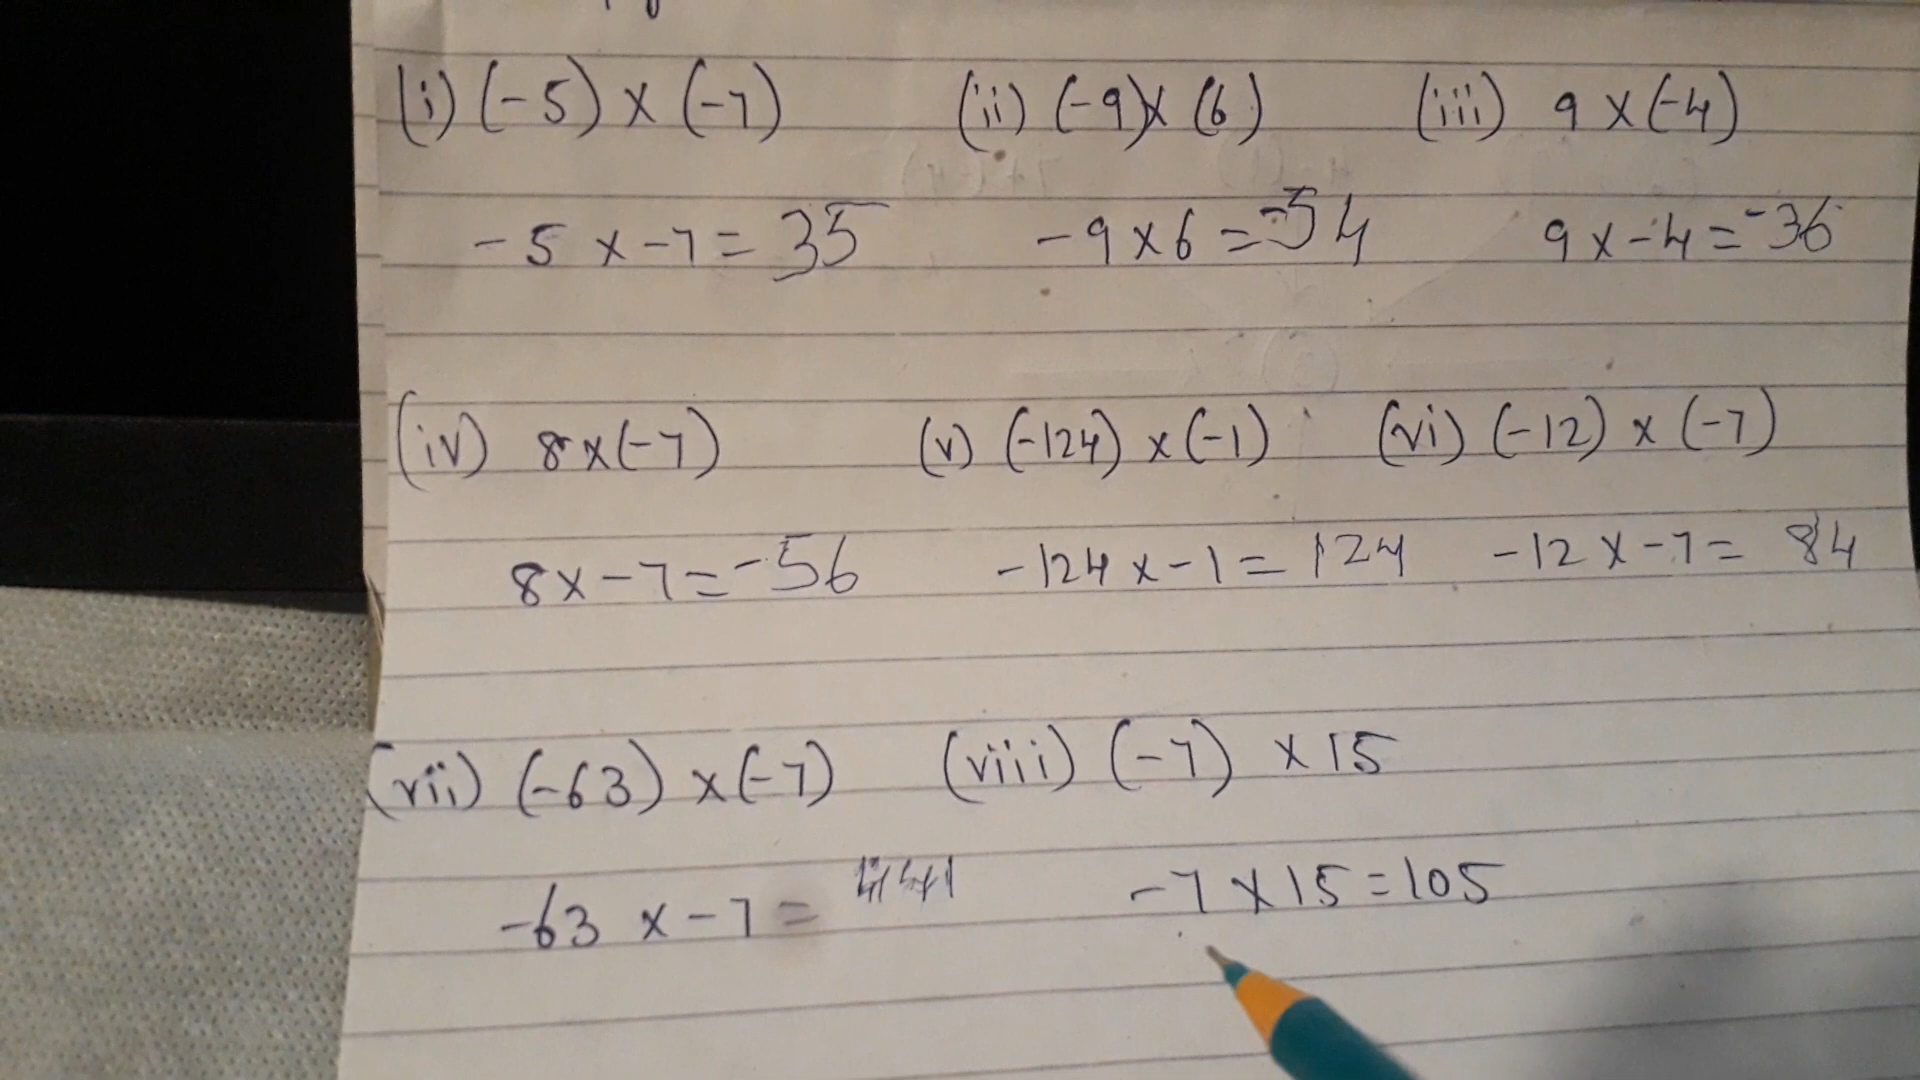 (i) (-5) x (-7) (ii) (-9)x (6) (iii) 9 x (-4)
-5 x -7 = 35 -9 x 6 = -54 9 x -4 = -36
(iv) 8x(-7) (v) (-124) x (-1) (vi) (-12) x (-7)
8x -7 = -56 -124 x -1 = 124 -12 x -7 = 84
(vii) (-63) x (-7) (viii) (-7) x 15
-63 x -7 = 441 -7 x 15 = 105